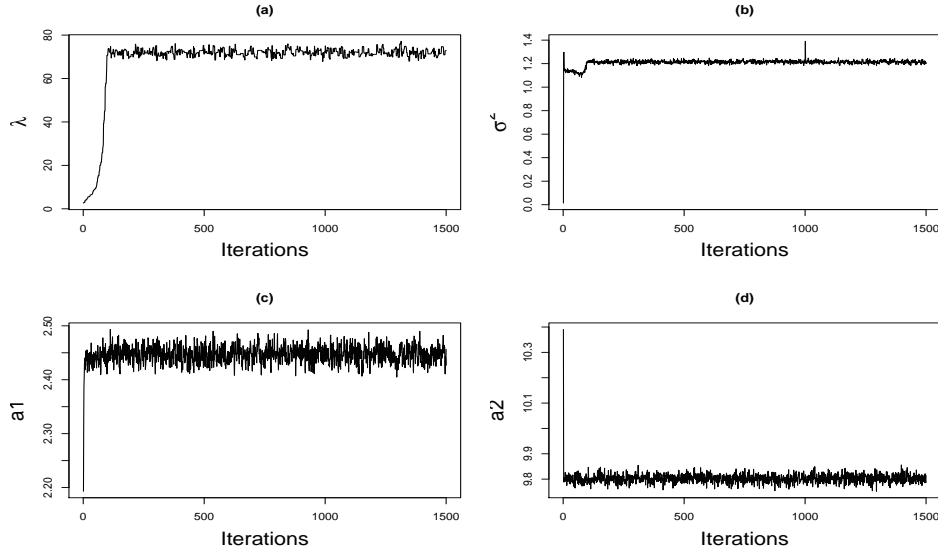 (a)
λ
0 20 40 60 80
0 500 1000 1500
Iterations
(b)
σ²
0.0 0.2 0.4 0.6 0.8 1.0 1.2 1.4
0 500 1000 1500
Iterations
(c)
a1
2.20 2.30 2.40 2.50
0 500 1000 1500
Iterations
(d)
a2
9.8 9.9 10.1 10.3
0 500 1000 1500
Iterations